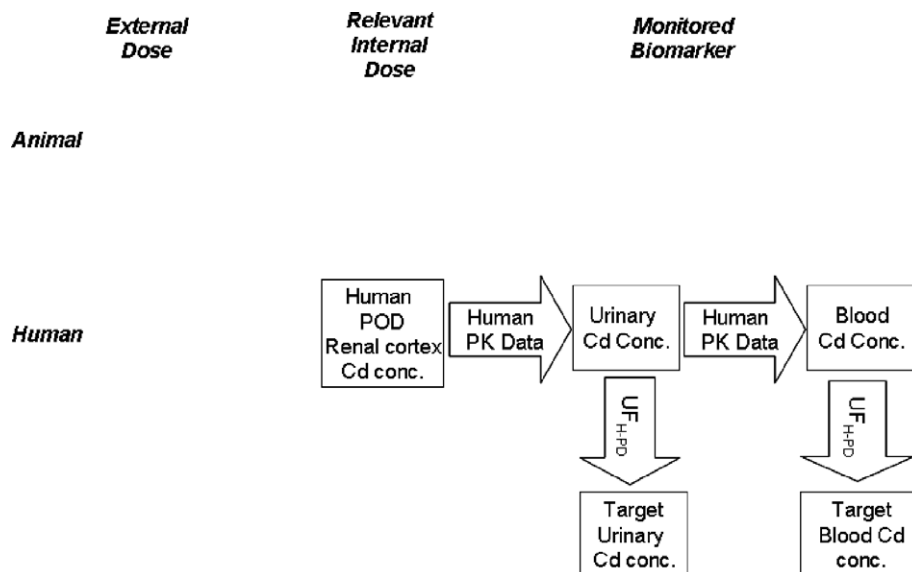 External
Dose
Relevant
Internal
Dose
Monitored
Biomarker
Animal
Human
Human
POD
Renal cortex
Cd conc.
Human
PK Data
Urinary
Cd Conc.
Human
PK Data
Blood
Cd Conc.
UF H-PD
UF H-PD
Target
Urinary
Cd conc.
Target
Blood Cd
conc.